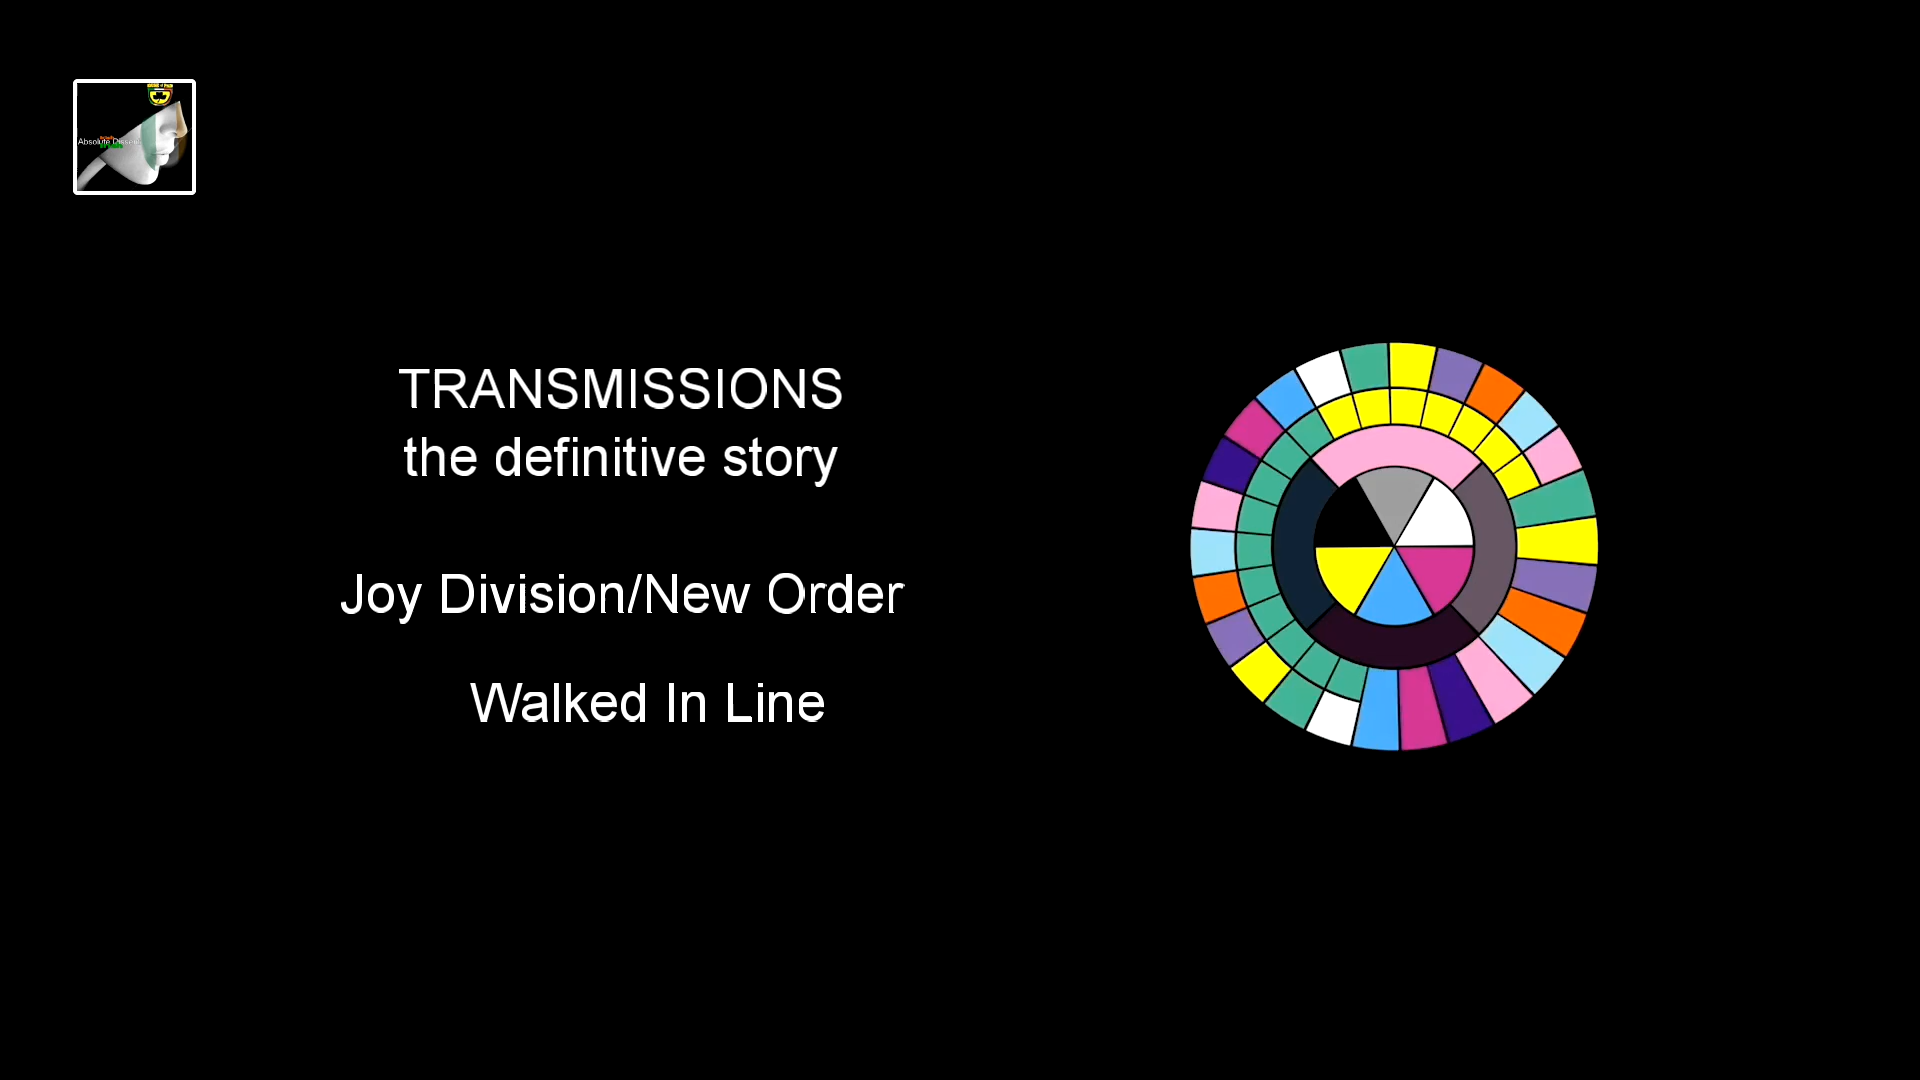 TRANSMISSIONS
the definitive story
Joy Division/New Order
Walked In Line